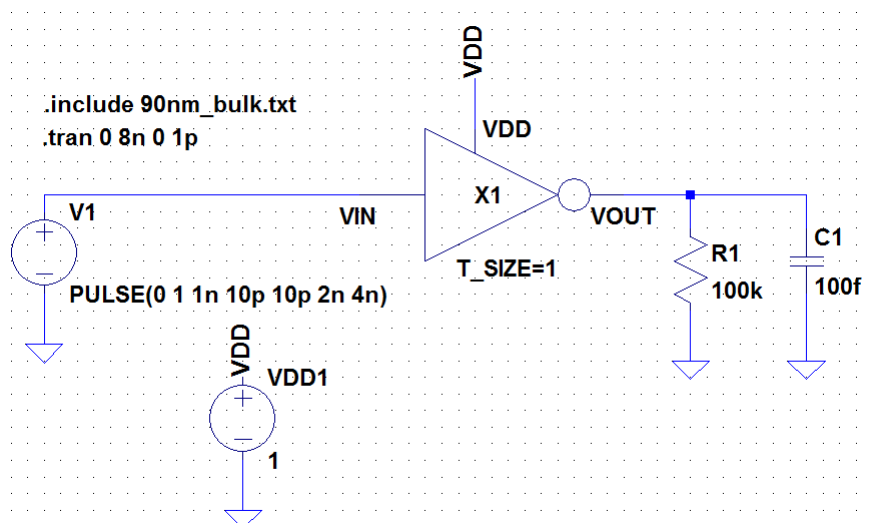 VDD
.include 90nm_bulk.txt
.tran 0 8n 0 1p
VDD
X1
V1
VIN
VOUT
T_SIZE=1
R1
100k
C1
100f
PULSE(0 1 1n 10p 10p 2n 4n)
VDD
VDD1
1